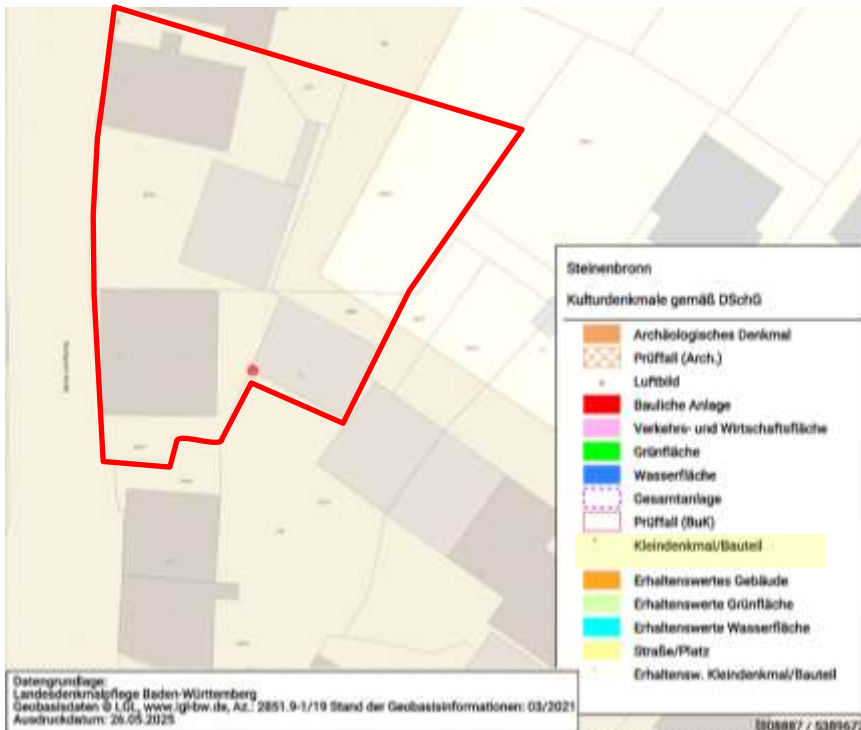 Steinenbronn
Kulturdenkmale gemäß DSchG
Archäologisches Denkmal
Prüffall (Arch.)
Luftbild
Bauliche Anlage
Verkehrs- und Wirtschaftsfläche
Grünfläche
Wasserfläche
Gesamtanlage
Prüffall (BuK)
Kleindenkmal/Bauteil
Erhaltenswertes Gebäude
Erhaltenswerte Grünfläche
Erhaltenswerte Wasserfläche
Straße/Platz
Erhaltensw. Kleindenkmal/Bauteil
Datengrundlage:
Landesdenkmalpflege Baden-Württemberg
Geobasisdaten © LGL, www.lgl-bw.de, Az.: 2851.9-1/19 Stand der Geobasisinformationen: 03/2021
Ausdruckdatum: 26.05.2025